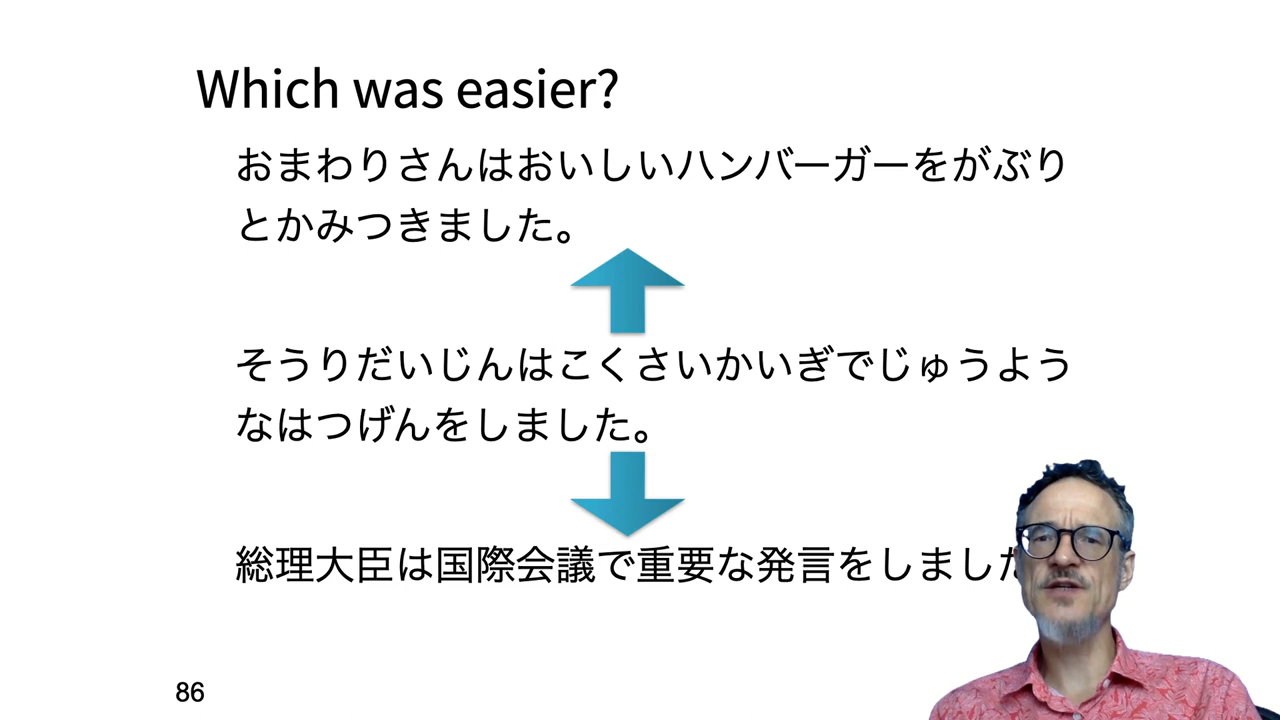 Which was easier?
おまわりさんはおいしいハンバーガーをがぶり
とかみつきました。
そうりだいじんはこくさいかいぎでじゅうよう
なはつげんをしました。
総理大臣は国際会議で重要な発言をしました
86